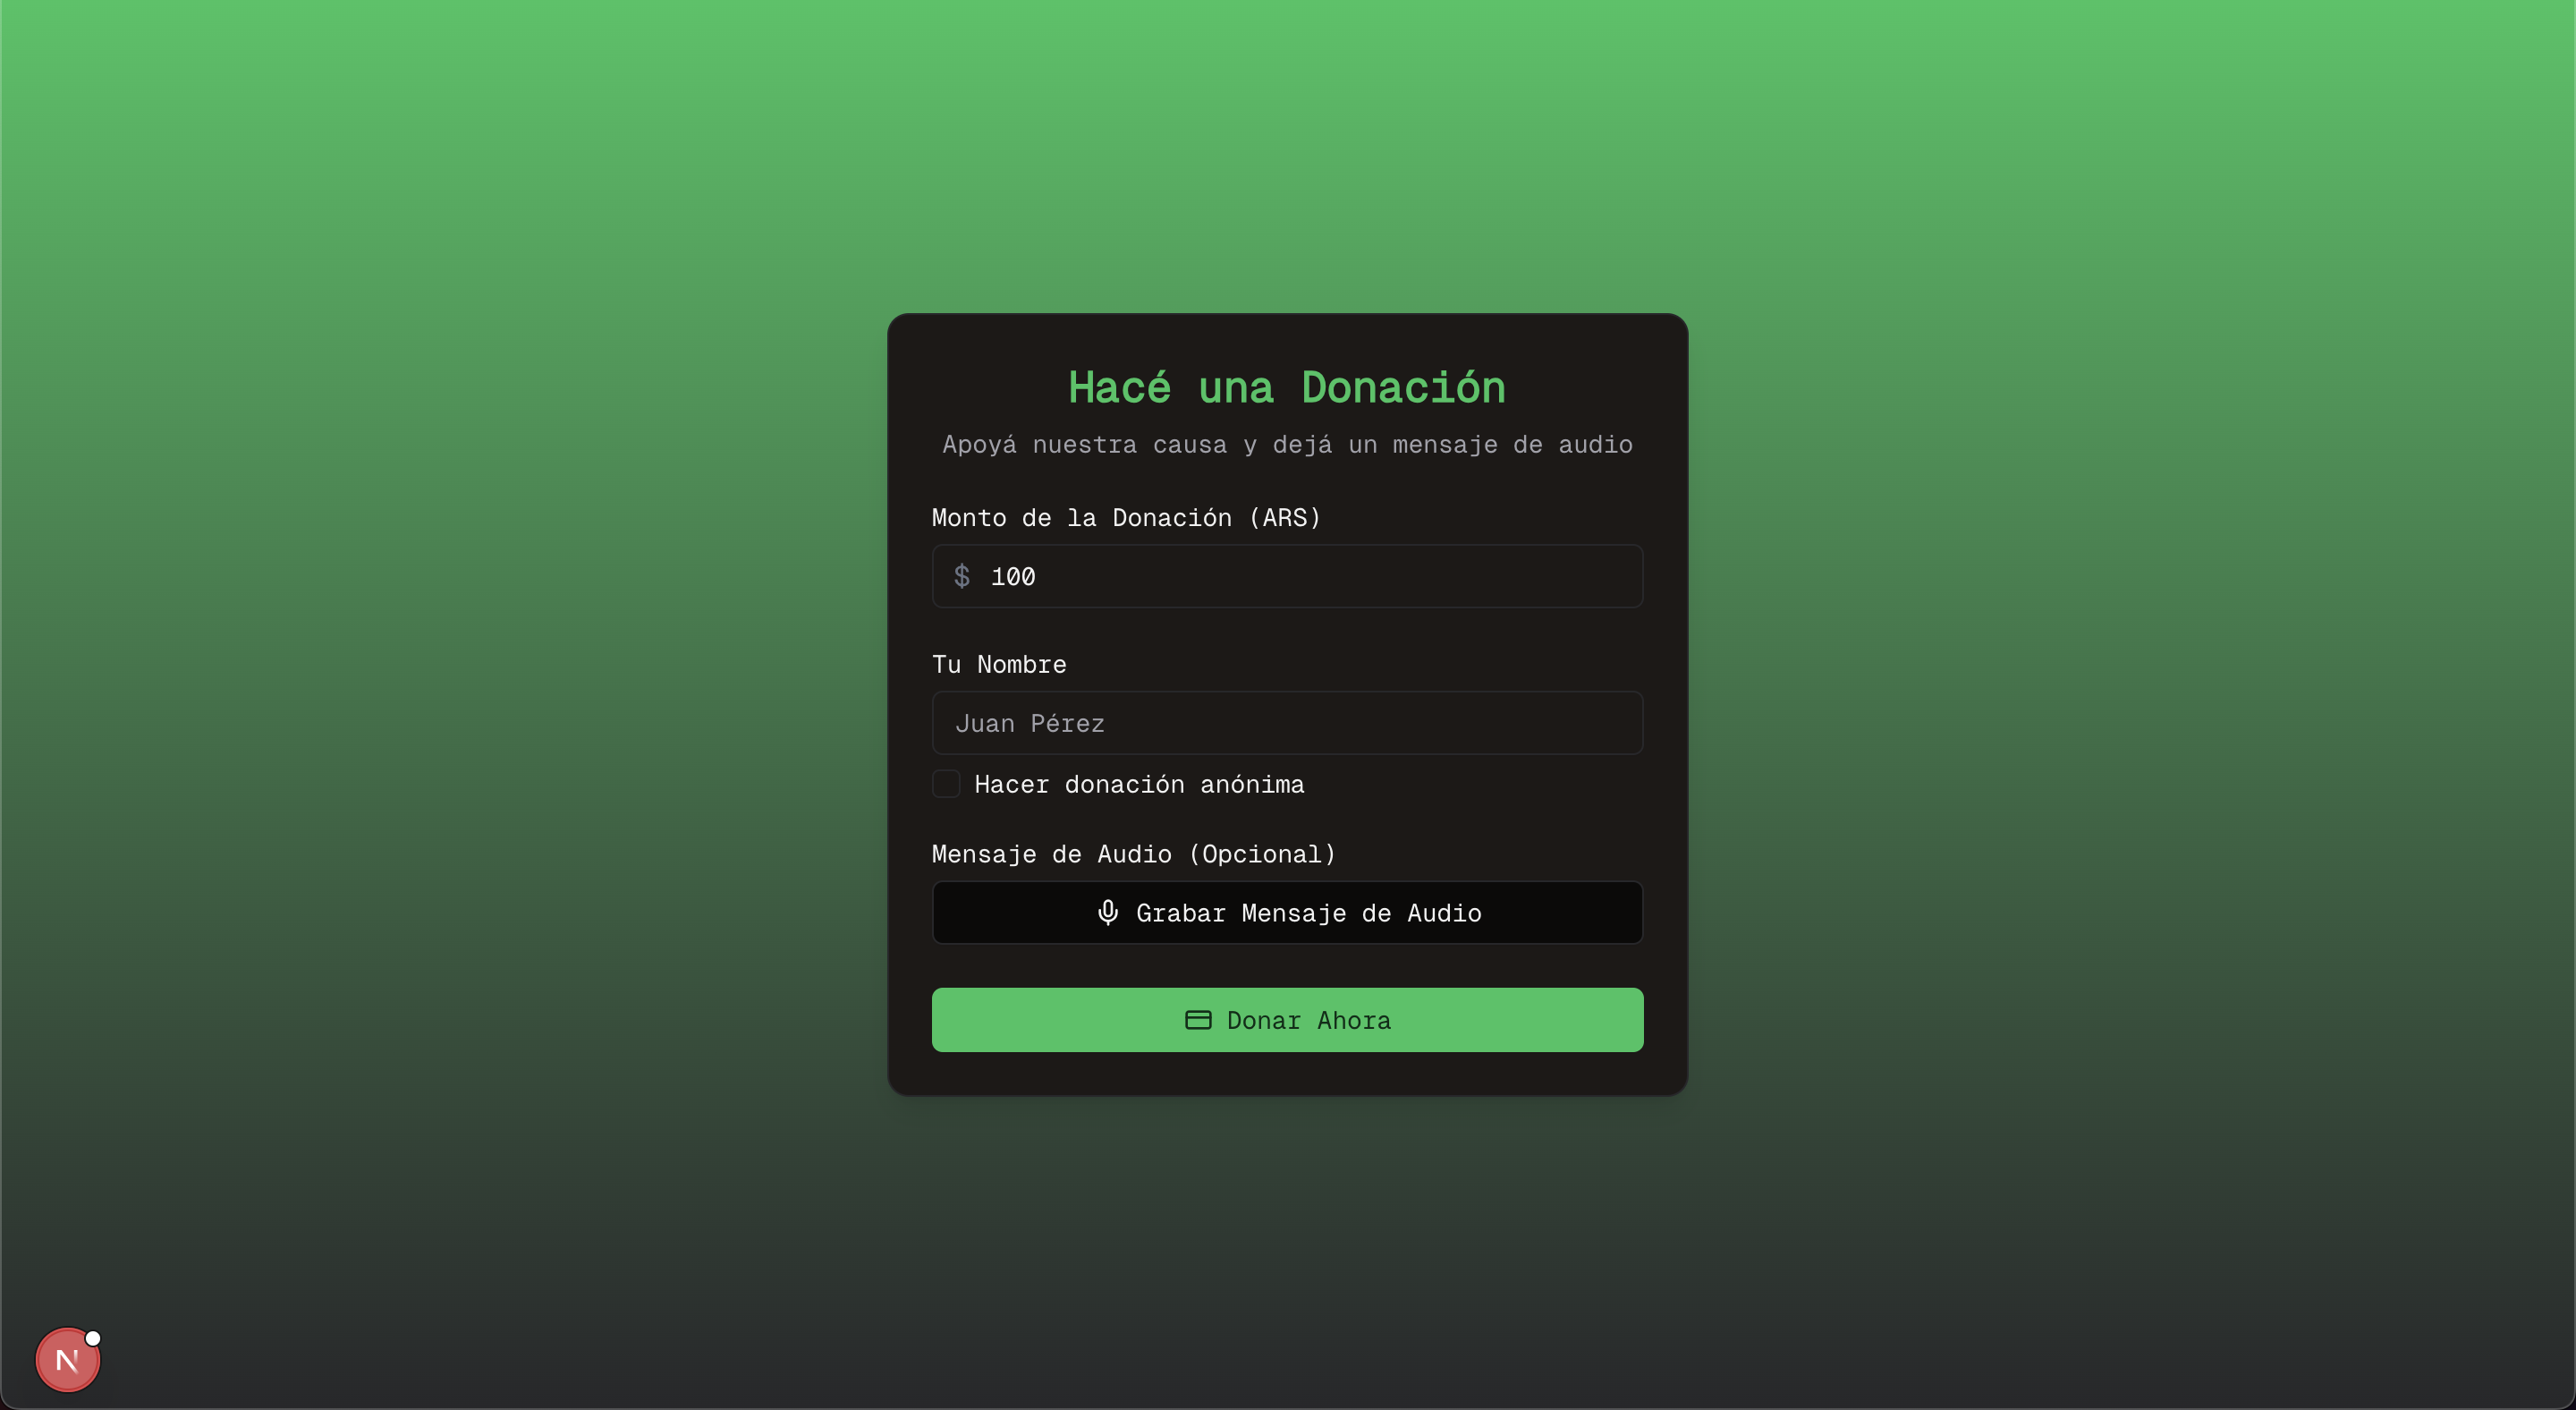 Hacé una Donación
Apoyá nuestra causa y dejá un mensaje de audio
Monto de la Donación (ARS)
$ 100
Tu Nombre
Juan Pérez
Hacer donación anónima
Mensaje de Audio (Opcional)
Grabar Mensaje de Audio
Donar Ahora
N